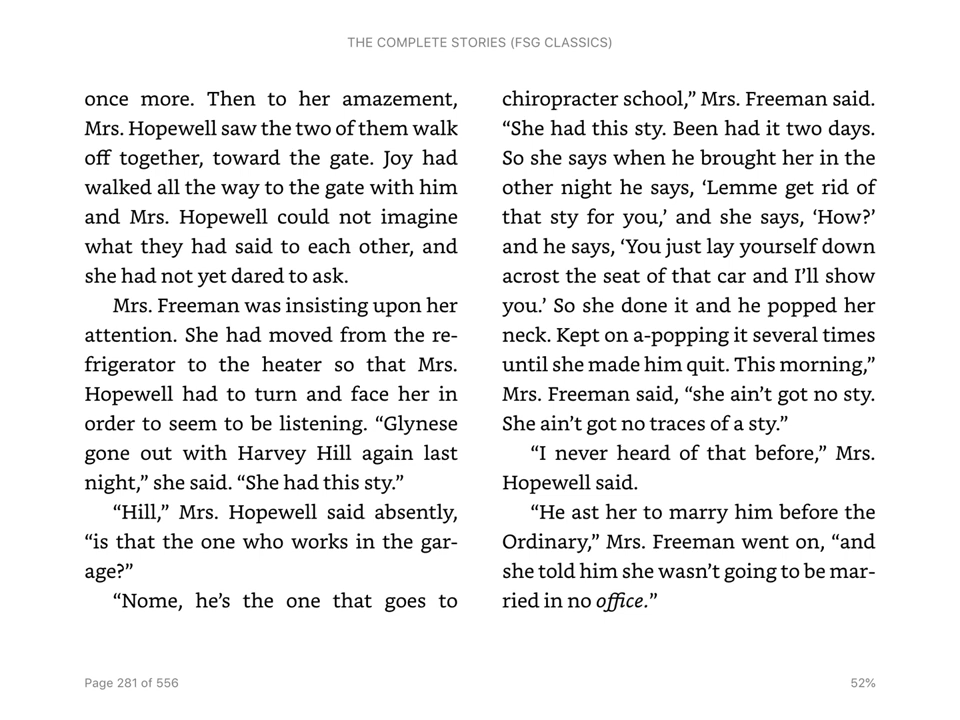 THE COMPLETE STORIES (FSG CLASSICS)
once more. Then to her amazement,
Mrs. Hopewell saw the two of them walk
off together, toward the gate. Joy had
walked all the way to the gate with him
and Mrs. Hopewell could not imagine
what they had said to each other, and
she had not yet dared to ask.
Mrs. Freeman was insisting upon her
attention. She had moved from the re-
frigerator to the heater so that Mrs.
Hopewell had to turn and face her in
order to seem to be listening. “Glynese
gone out with Harvey Hill again last
night,” she said. “She had this sty.”
“Hill,” Mrs. Hopewell said absently,
“is that the one who works in the gar-
age?”
“Nome, he’s the one that goes to
chiropracter school,” Mrs. Freeman said.
“She had this sty. Been had it two days.
So she says when he brought her in the
other night he says, ‘Lemme get rid of
that sty for you,’ and she says, ‘How?’
and he says, ‘You just lay yourself down
acrost the seat of that car and I’ll show
you.’ So she done it and he popped her
neck. Kept on a-popping it several times
until she made him quit. This morning,”
Mrs. Freeman said, “she ain’t got no sty.
She ain’t got no traces of a sty.”
“I never heard of that before,” Mrs.
Hopewell said.
“He ast her to marry him before the
Ordinary,” Mrs. Freeman went on, “and
she told him she wasn’t going to be mar-
ried in no office.”
Page 281 of 556
52%